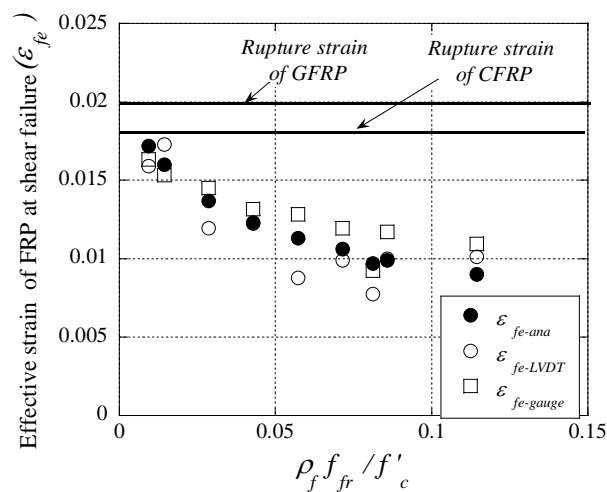 Effective strain of FRP at shear failure (ε_fe)
0.025
0.02
0.015
0.01
0.005
0
Rupture strain
of GFRP
Rupture strain
of CFRP
ε_fe-ana
ε_fe-LVDT
ε_fe-gauge
0
0.05
0.1
0.15
ρ_f f_fr / f'_c